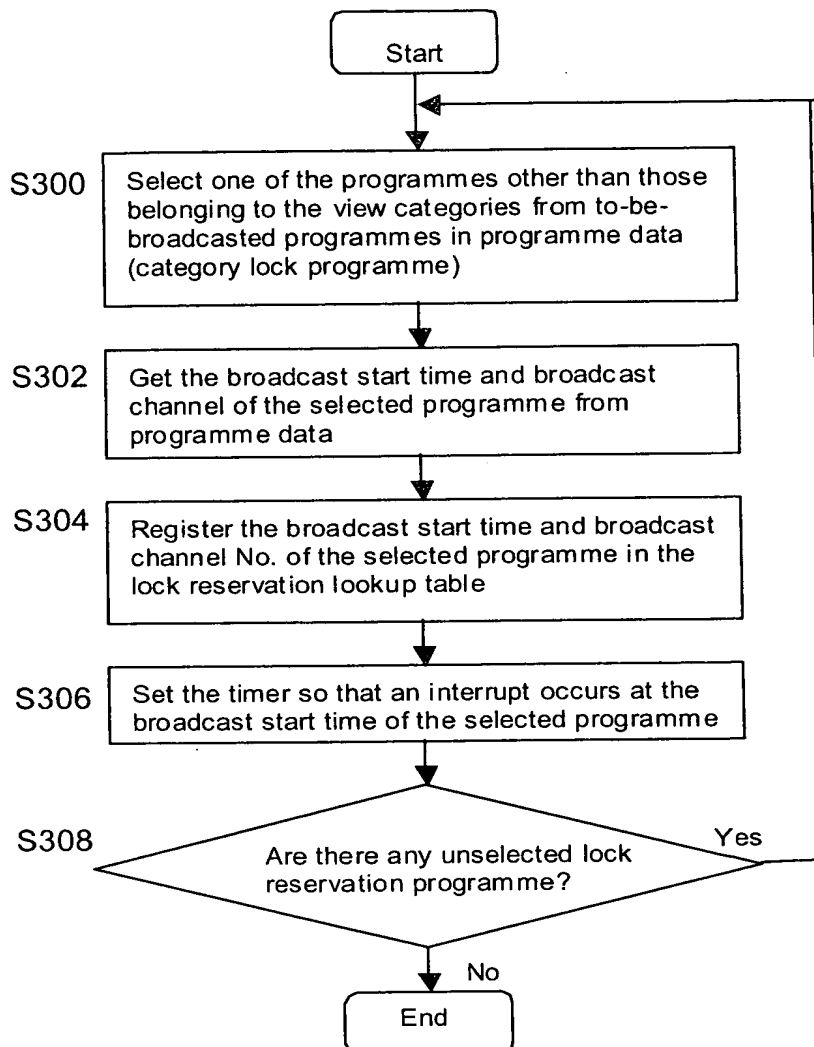 Start
S300
Select one of the programmes other than those
belonging to the view categories from to-be-
broadcasted programmes in programme data
(category lock programme)
S302
Get the broadcast start time and broadcast
channel of the selected programme from
programme data
S304
Register the broadcast start time and broadcast
channel No. of the selected programme in the
lock reservation lookup table
S306
Set the timer so that an interrupt occurs at the
broadcast start time of the selected programme
S308
Are there any unselected lock
reservation programme?
Yes
No
End